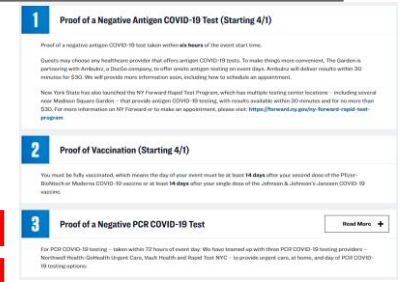 1
Proof of a Negative Antigen COVID-19 Test (Starting 4/1)
Proof of a negative antigen COVID-19 test taken within six hours of the event start time.
Guests may choose any healthcare provider that offers antigen COVID-19 tests. To make things more convenient, The Garden is
partnering with Ambulnz, a DocGo company, to offer onsite antigen testing on event days. Ambulnz will deliver results within 30
minutes for $30. We will provide more information soon, including how to schedule an appointment.
New York State has also launched the NY Forward Rapid Test Program, which has multiple testing center locations – including several
near Madison Square Garden – that provide antigen COVID-19 testing, with results available within 30 minutes and for no more than
$30. For more information on NY Forward or to make an appointment, please visit: https://forward.ny.gov/ny-forward-rapid-test-
program
2
Proof of Vaccination (Starting 4/1)
You must be fully vaccinated, which means the day of your event must be at least 14 days after your second dose of the Pfizer-
BioNtech or Moderna COVID-19 vaccine or at least 14 days after your single dose of the Johnson & Johnson's Janssen COVID-19
vaccine.
3
Proof of a Negative PCR COVID-19 Test
Read More +
For PCR COVID-19 testing – taken within 72 hours of event day: We have teamed up with three PCR COVID-19 testing providers –
Northwell Health-GoHealth Urgent Care, Vault Health and Rapid Test NYC – to provide urgent care, at home, and day of PCR COVID-
19 testing options: